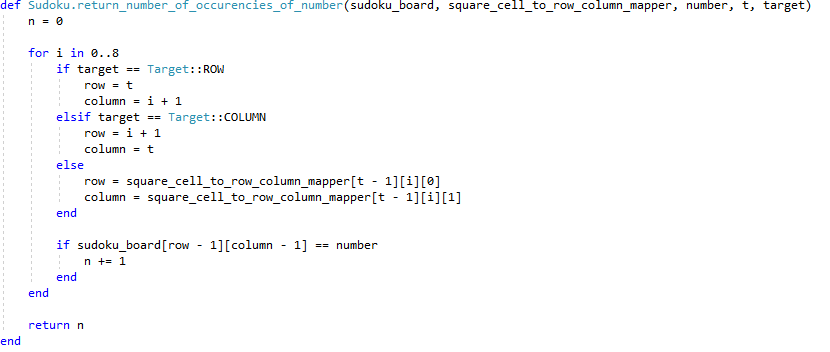 def Sudoku.return_number_of_occurencies_of_number(sudoku_board, square_cell_to_row_column_mapper, number, t, target)
    n = 0

    for i in 0..8
        if target == Target::ROW
            row = t
            column = i + 1
        elsif target == Target::COLUMN
            row = i + 1
            column = t
        else
            row = square_cell_to_row_column_mapper[t - 1][i][0]
            column = square_cell_to_row_column_mapper[t - 1][i][1]
        end

        if sudoku_board[row - 1][column - 1] == number
            n += 1
        end
    end

    return n
end